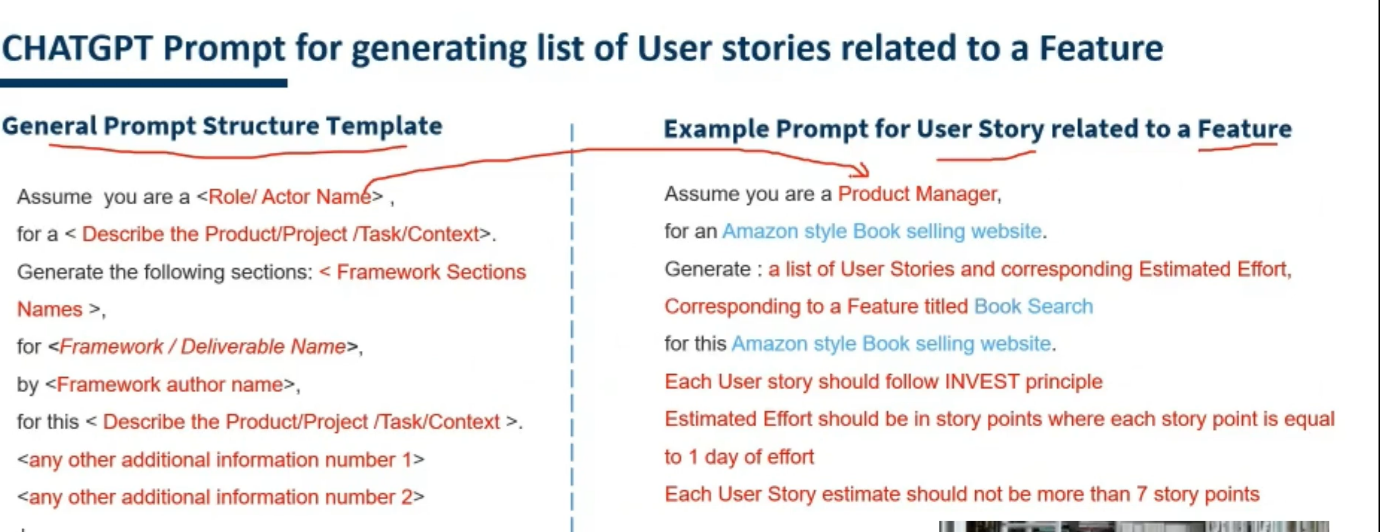 CHATGPT Prompt for generating list of User stories related to a Feature
General Prompt Structure Template
Assume you are a <Role/ Actor Name> ,
for a < Describe the Product/Project /Task/Context>.
Generate the following sections: < Framework Sections
Names >,
for <Framework / Deliverable Name>,
by <Framework author name>,
for this < Describe the Product/Project /Task/Context >.
<any other additional information number 1>
<any other additional information number 2>
Example Prompt for User Story related to a Feature
Assume you are a Product Manager,
for an Amazon style Book selling website.
Generate : a list of User Stories and corresponding Estimated Effort,
Corresponding to a Feature titled Book Search
for this Amazon style Book selling website.
Each User story should follow INVEST principle
Estimated Effort should be in story points where each story point is equal
to 1 day of effort
Each User Story estimate should not be more than 7 story points